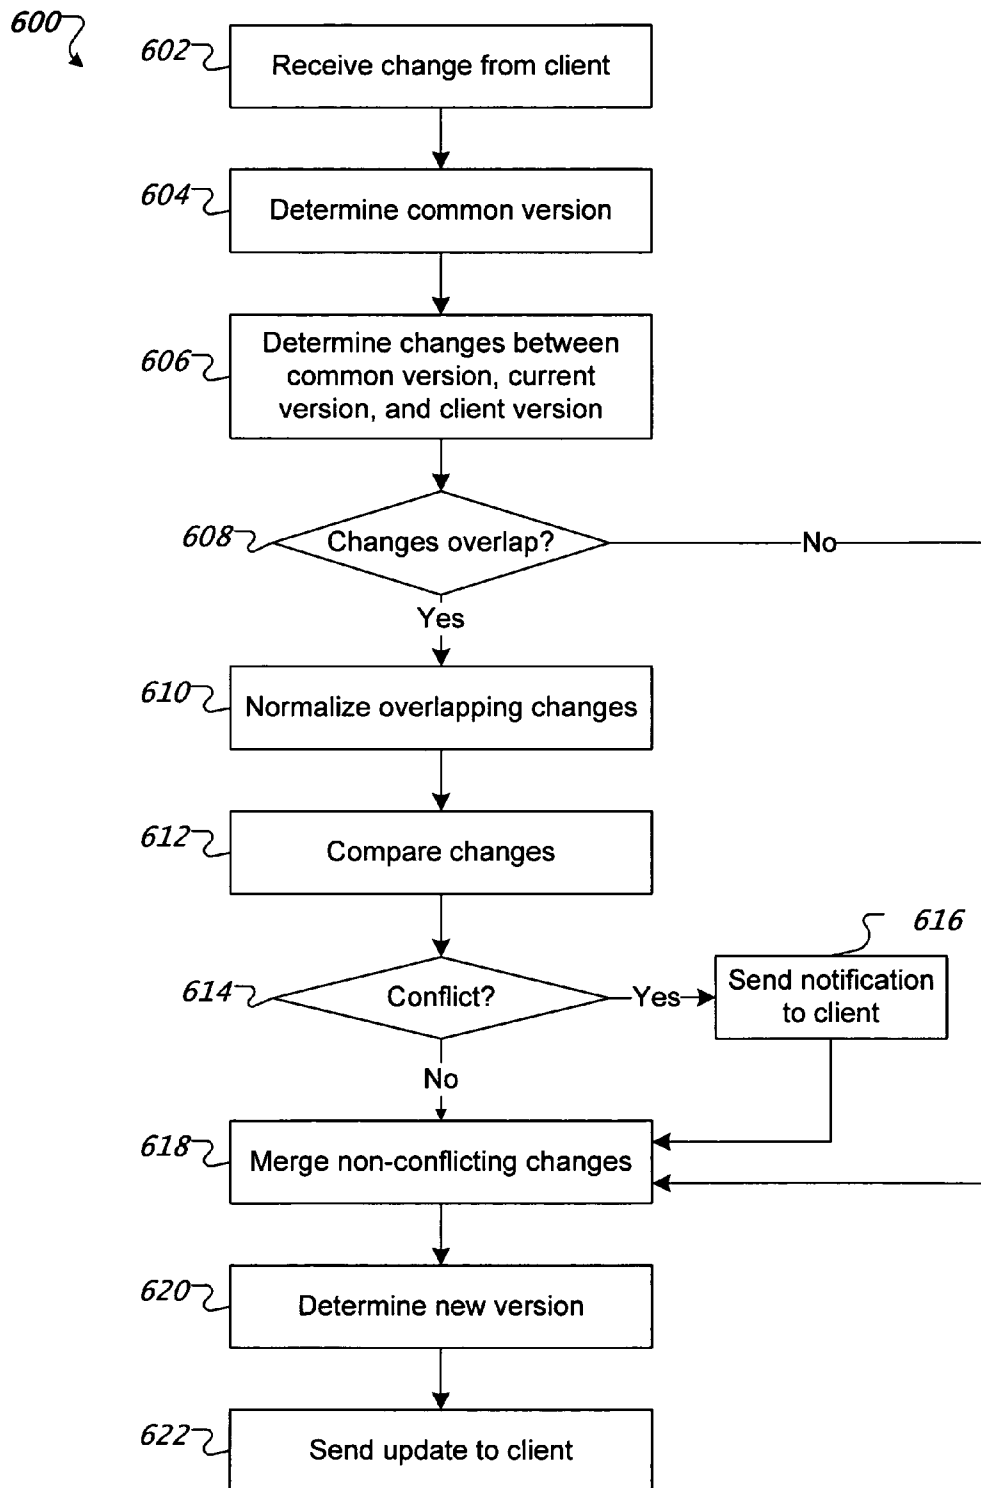 600
602
Receive change from client
604
Determine common version
606
Determine changes between
common version, current
version, and client version
608
Changes overlap?
No
Yes
610
Normalize overlapping changes
612
Compare changes
616
614
Conflict?
Yes
Send notification
to client
No
618
Merge non-conflicting changes
620
Determine new version
622
Send update to client